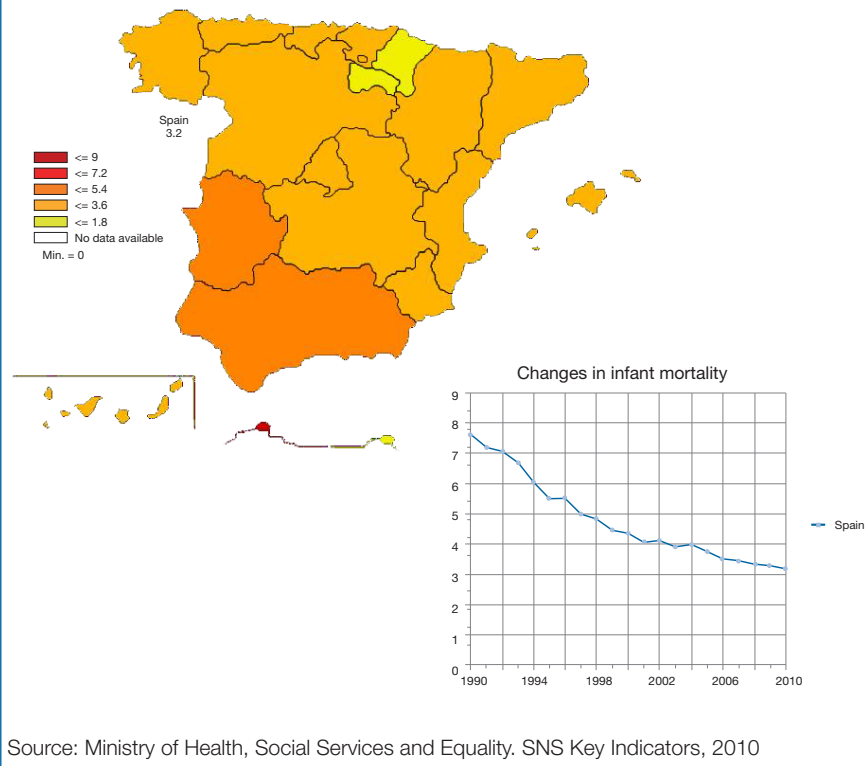 Spain
3.2
<= 9
<= 7.2
<= 5.4
<= 3.6
<= 1.8
No data available
Min. = 0
Changes in infant mortality
9
8
7
6
5
4
3
2
1
0
1990 1994 1998 2002 2006 2010
Spain
Source: Ministry of Health, Social Services and Equality. SNS Key Indicators, 2010